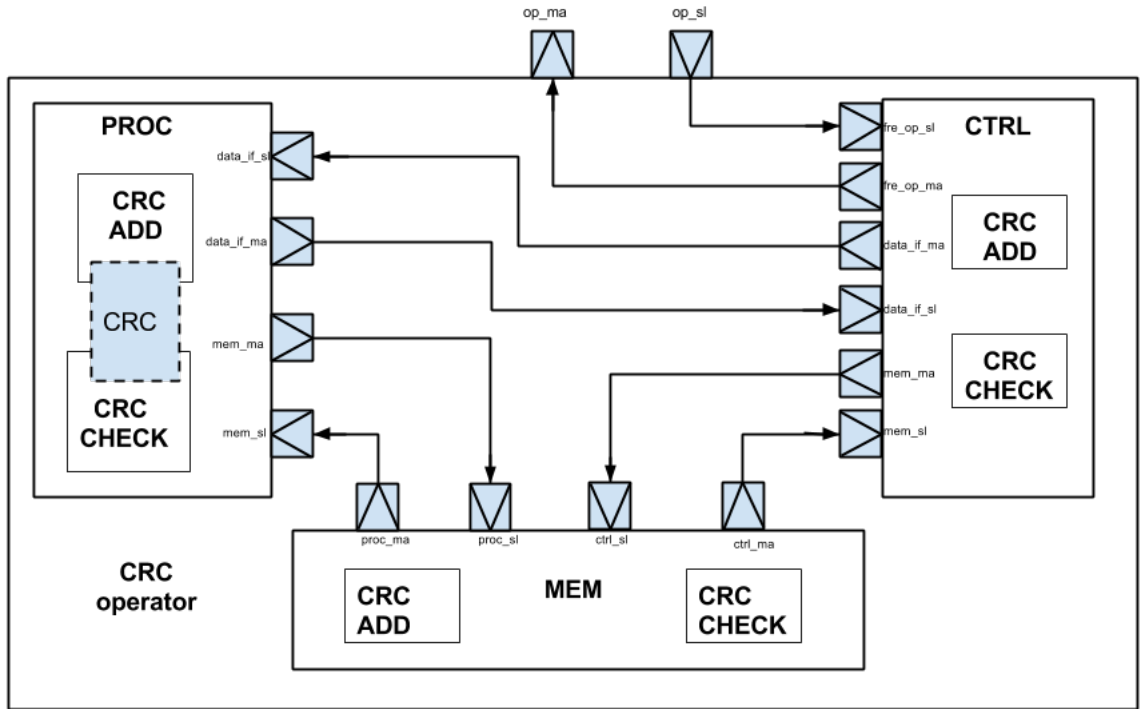 op_ma
op_sl
PROC
data_if_sl
CRC
ADD
data_if_ma
CRC
mem_ma
CRC
CHECK
mem_sl
CTRL
fre_op_sl
fre_op_ma
CRC
ADD
data_if_ma
data_if_sl
mem_ma
CRC
CHECK
mem_sl
proc_ma
proc_sl
ctrl_sl
ctrl_ma
MEM
CRC
ADD
CRC
CHECK
CRC
operator